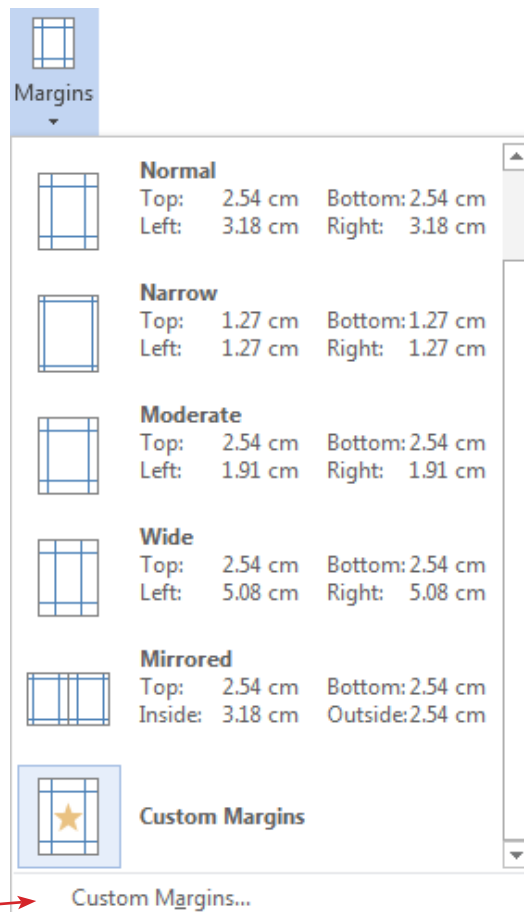 Margins
Normal
Top: 2.54 cm Bottom: 2.54 cm
Left: 3.18 cm Right: 3.18 cm
Narrow
Top: 1.27 cm Bottom: 1.27 cm
Left: 1.27 cm Right: 1.27 cm
Moderate
Top: 2.54 cm Bottom: 2.54 cm
Left: 1.91 cm Right: 1.91 cm
Wide
Top: 2.54 cm Bottom: 2.54 cm
Left: 5.08 cm Right: 5.08 cm
Mirrored
Top: 2.54 cm Bottom: 2.54 cm
Inside: 3.18 cm Outside: 2.54 cm
Custom Margins
Custom Margins...